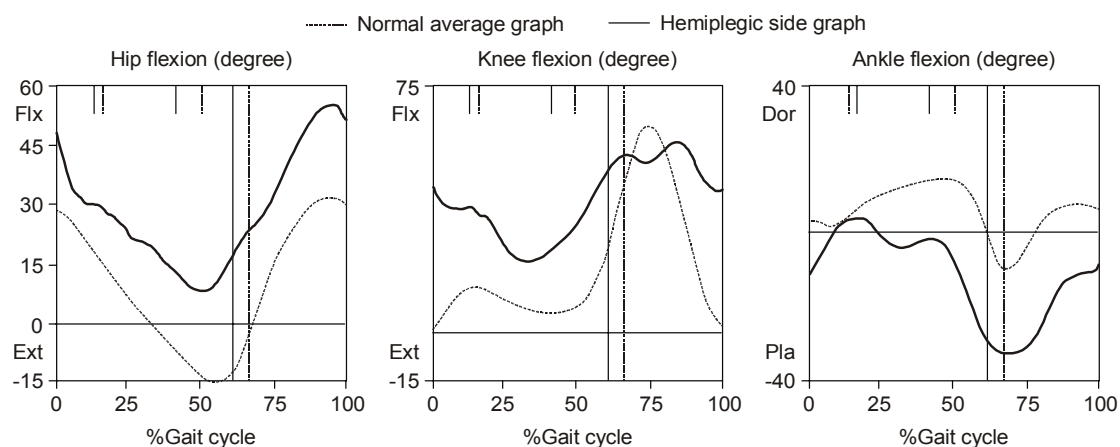 Normal average graph Hemiplegic side graph
Hip flexion (degree) Knee flexion (degree) Ankle flexion (degree)
60 75 40
Flx Flx Dor
45
30
15
0
Ext Ext Pla
-15 -15 -40
0 25 50 75 100 0 25 50 75 100 0 25 50 75 100
%Gait cycle %Gait cycle %Gait cycle